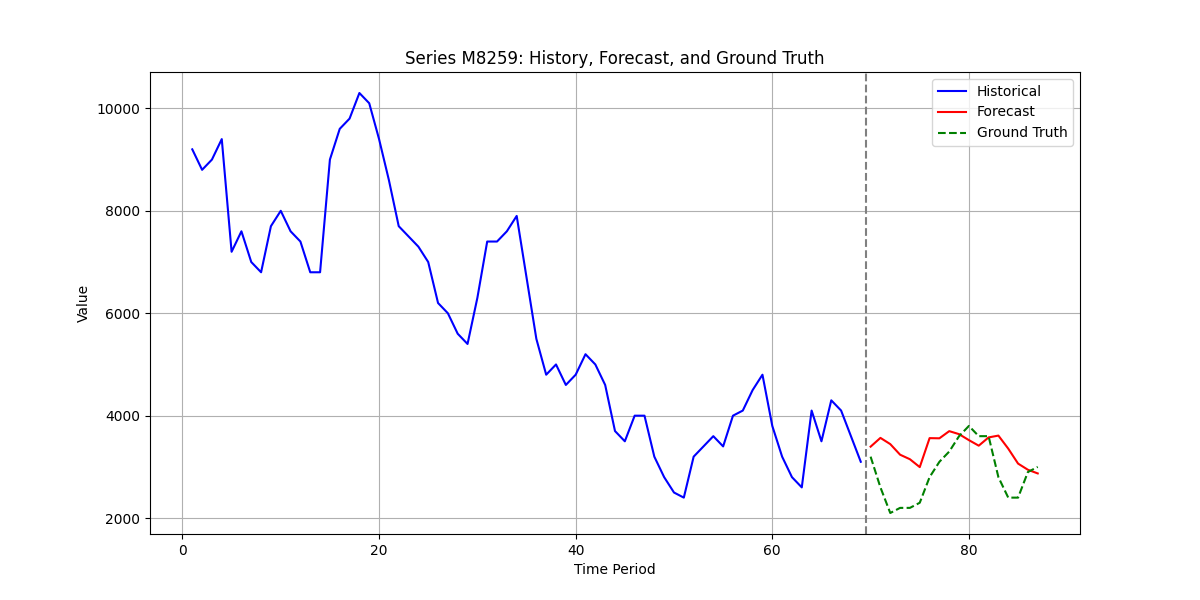 Series M8259: History, Forecast, and Ground Truth
Historical
Forecast
Ground Truth
10000
8000
6000
4000
2000
Value
0
20
40
60
80
Time Period